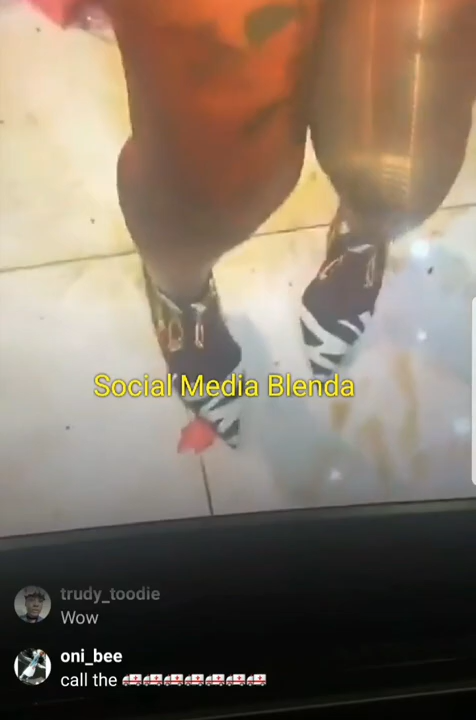 Social Media Blenda
trudy_toodie
Wow
oni_bee
call the 🚑🚑🚑🚑🚑🚑🚑